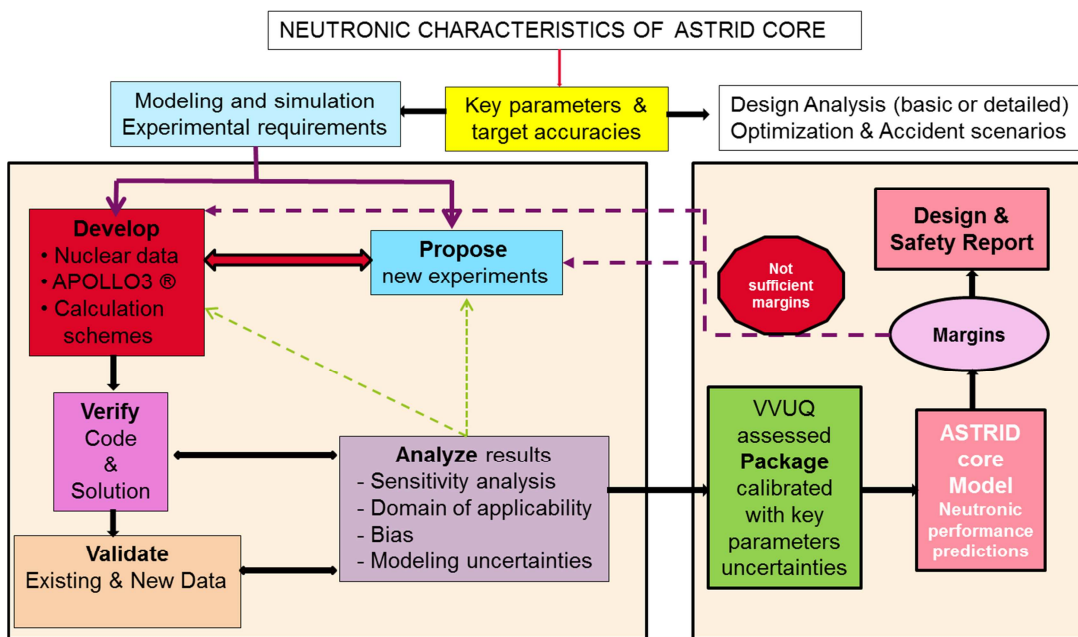 NEUTRONIC CHARACTERISTICS OF ASTRID CORE
Modeling and simulation
Experimental requirements
Key parameters &
target accuracies
Design Analysis (basic or detailed)
Optimization & Accident scenarios
Develop
• Nuclear data
• APOLLO3 ®
• Calculation
schemes
Propose
new experiments
Not
sufficient
margins
Design &
Safety Report
Margins
Verify
Code
&
Solution
Validate
Existing & New Data
Analyze results
- Sensitivity analysis
- Domain of applicability
- Bias
- Modeling uncertainties
VVUQ
assessed
Package
calibrated
with key
parameters
uncertainties
ASTRID
core
Model
Neutronic
performance
predictions